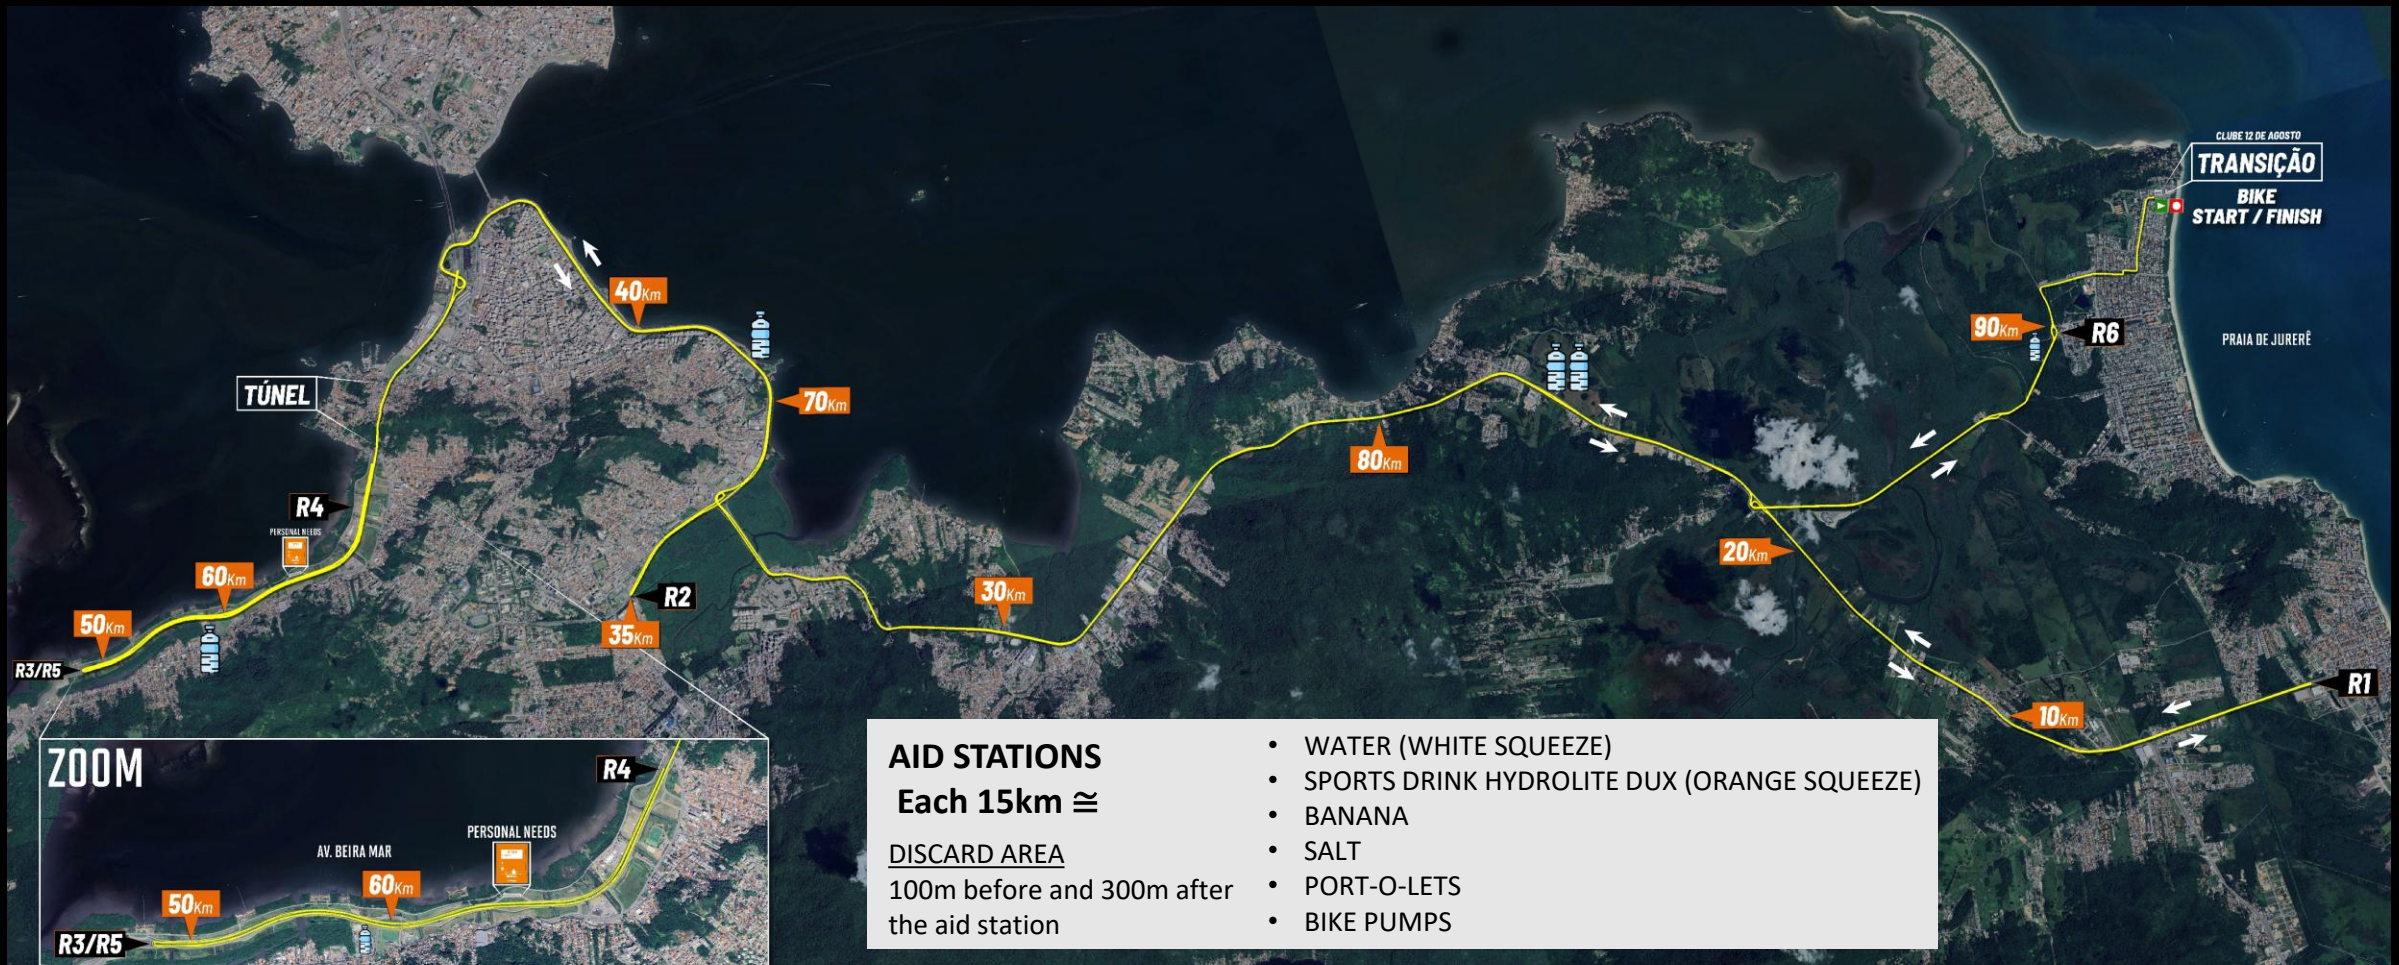 CLUBE 12 DE AGOSTO
TRANSIÇÃO
BIKE
START / FINISH
40Km
90Km
R6
PRAIA DE JURERÊ
TÚNEL
70Km
80Km
R4
PERSONAL NEEDS
20Km
60Km
30Km
R2
50Km
35Km
R3/R5
R1
10Km
ZOOM
R4
PERSONAL NEEDS
AV. BEIRA MAR
60Km
50Km
R3/R5
AID STATIONS
Each 15km ≅
DISCARD AREA
100m before and 300m after
the aid station
• WATER (WHITE SQUEEZE)
• SPORTS DRINK HYDROLITE DUX (ORANGE SQUEEZE)
• BANANA
• SALT
• PORT-O-LETS
• BIKE PUMPS